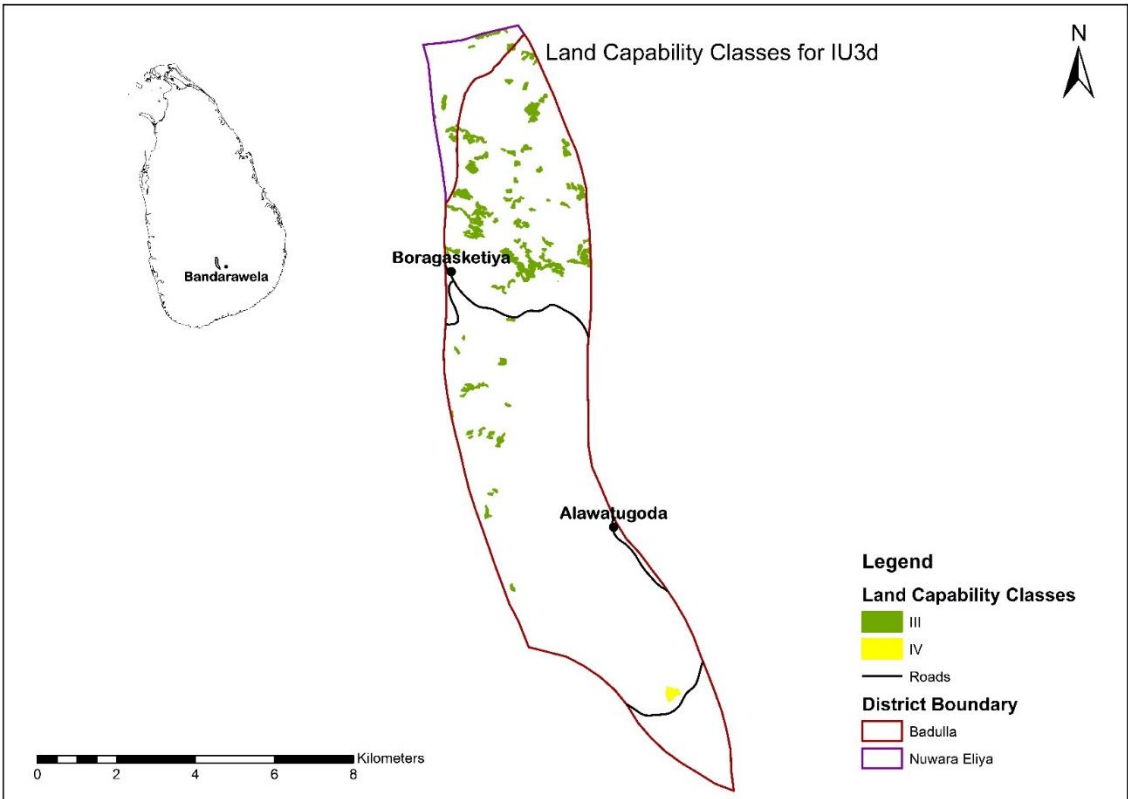 Land Capability Classes for IU3d
N
Bandarawela
Boragasketiya
Alawatugoda
Legend
Land Capability Classes
III
IV
Roads
District Boundary
Badulla
Nuwara Eliya
Kilometers
0 2 4 6 8